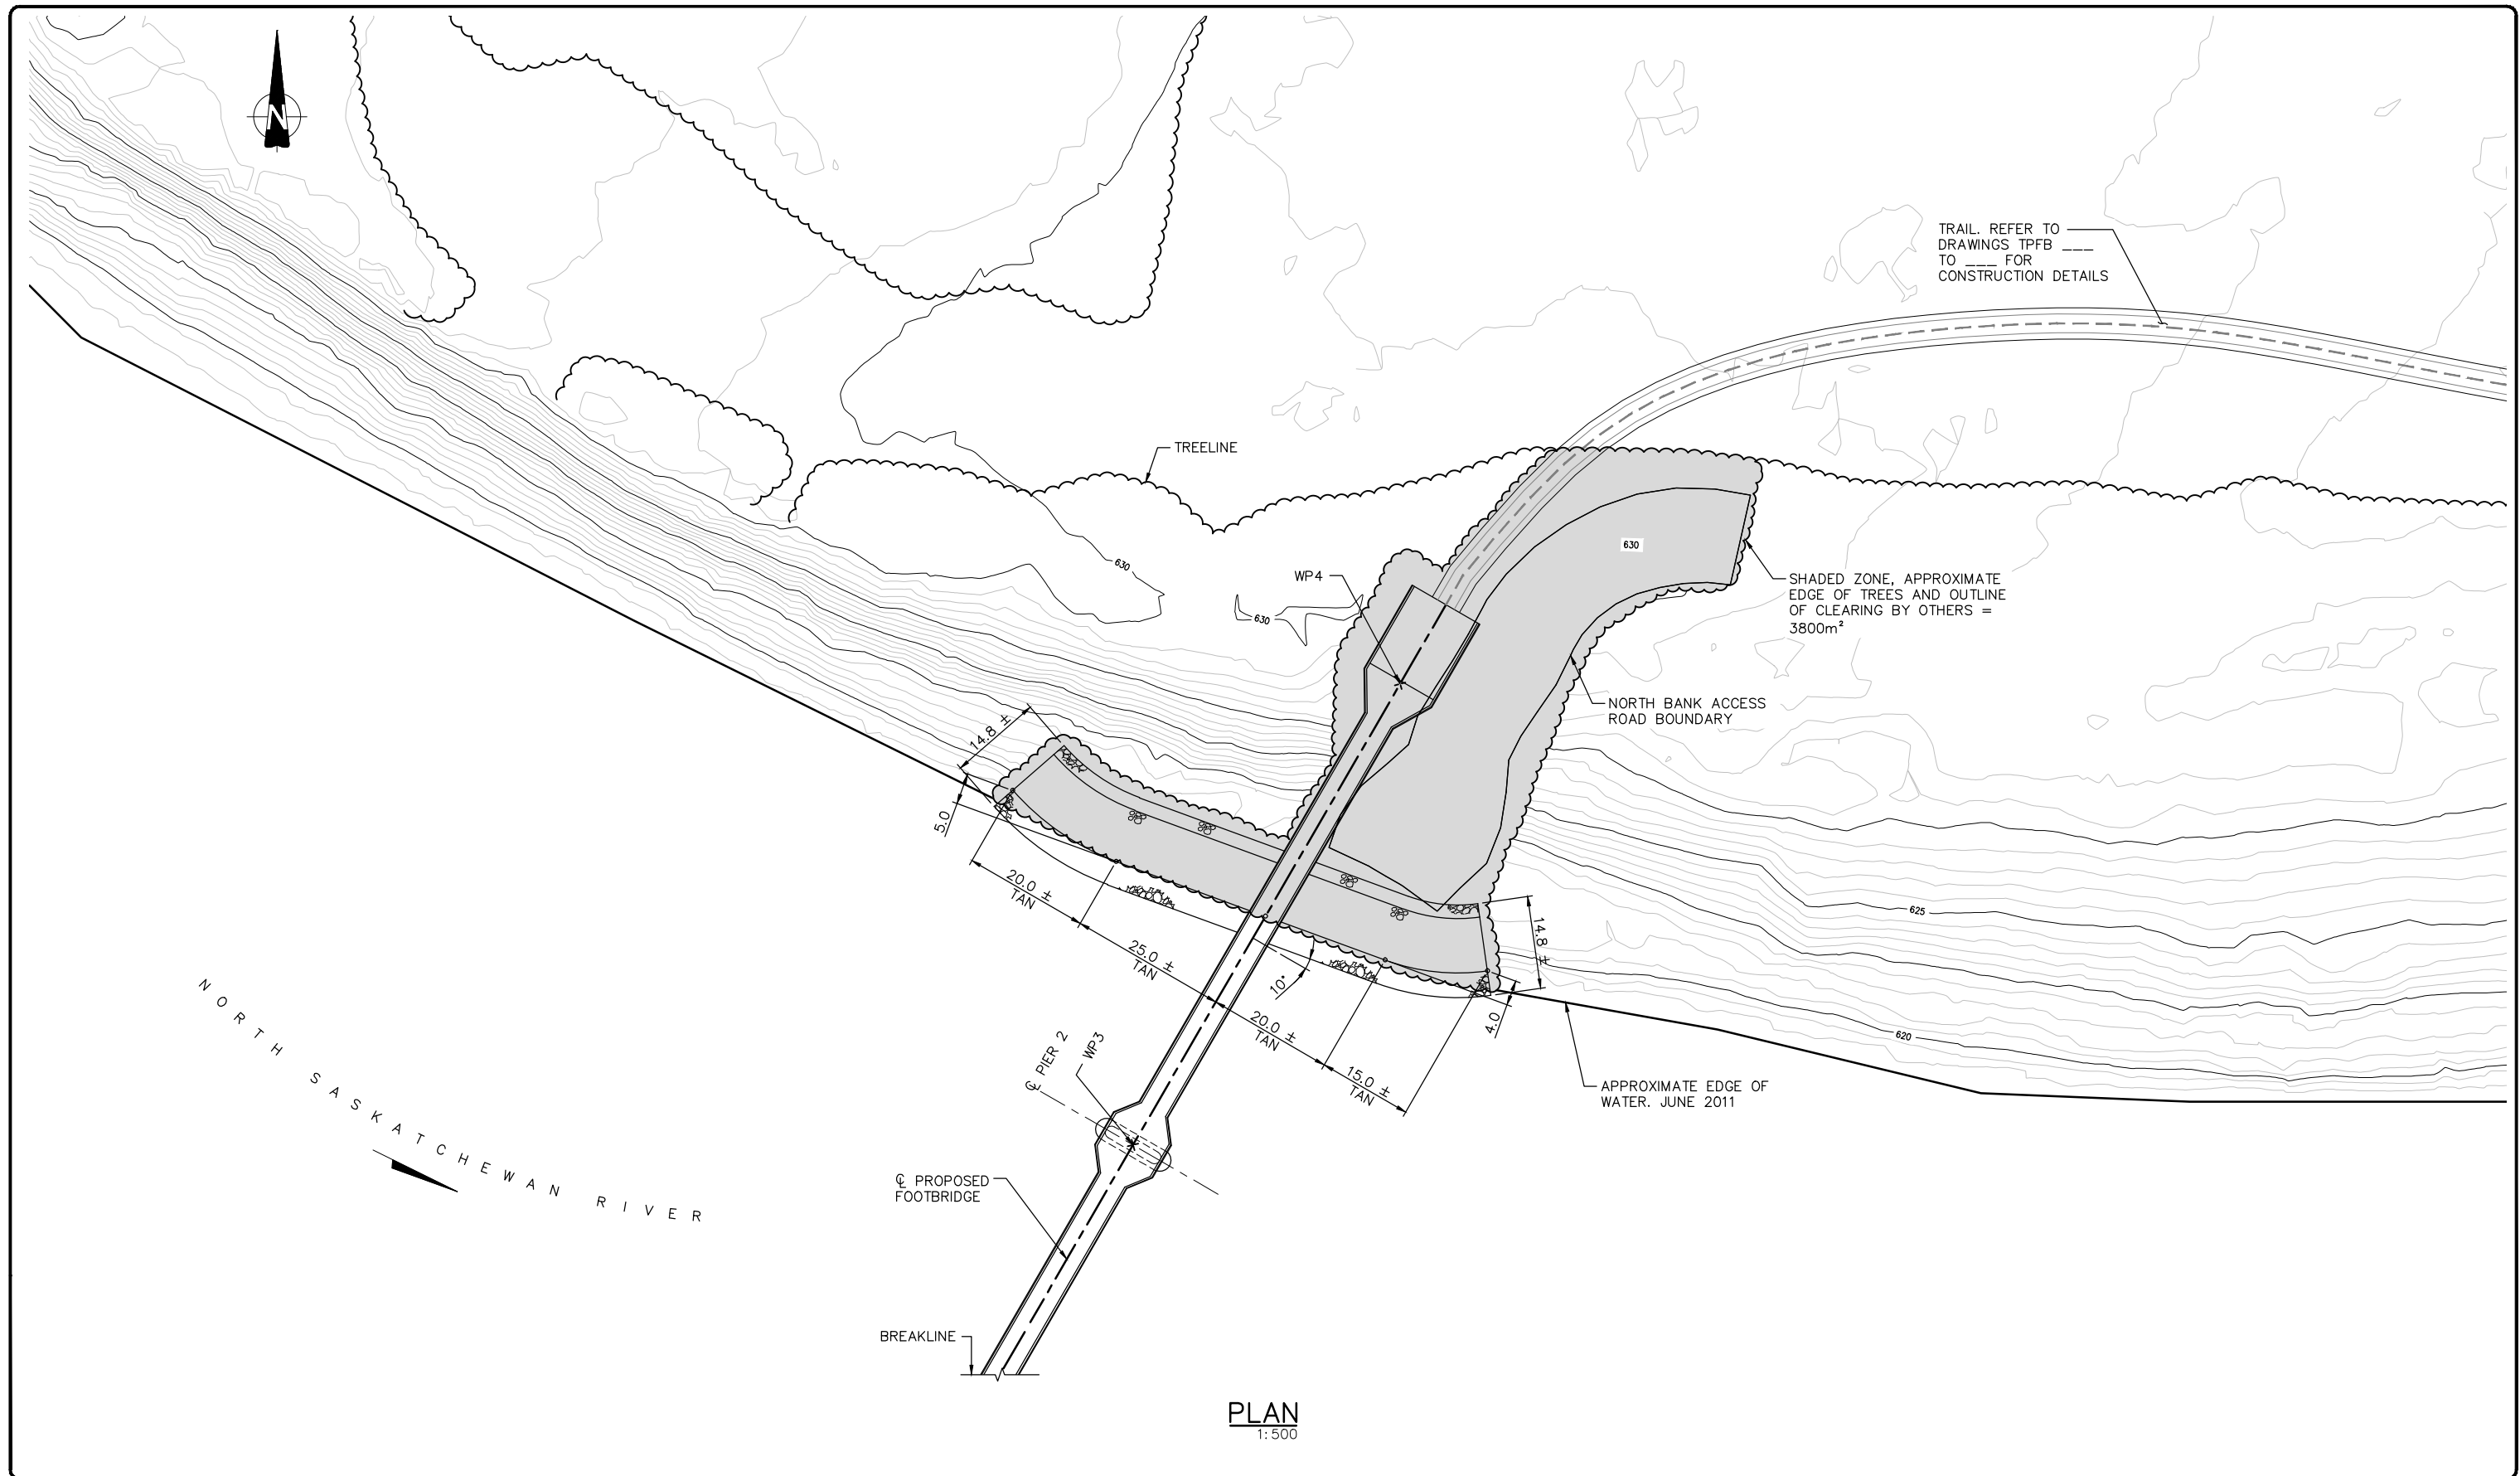 N
TRAIL. REFER TO
DRAWINGS TPFB ___
TO ___ FOR
CONSTRUCTION DETAILS
TREELINE
630
630
WP4
630
SHADED ZONE, APPROXIMATE
EDGE OF TREES AND OUTLINE
OF CLEARING BY OTHERS =
3800m²
NORTH BANK ACCESS
ROAD BOUNDARY
14.8 ±
5.0
20.0 ±
TAN
25.0 ±
TAN
10°
20.0 ±
TAN
15.0 ±
TAN
14.8 ±
4.0
625
620
NORTH SASKATCHEWAN RIVER
℄ PIER 2
WP3
APPROXIMATE EDGE OF
WATER. JUNE 2011
℄ PROPOSED
FOOTBRIDGE
BREAKLINE
PLAN
1:500